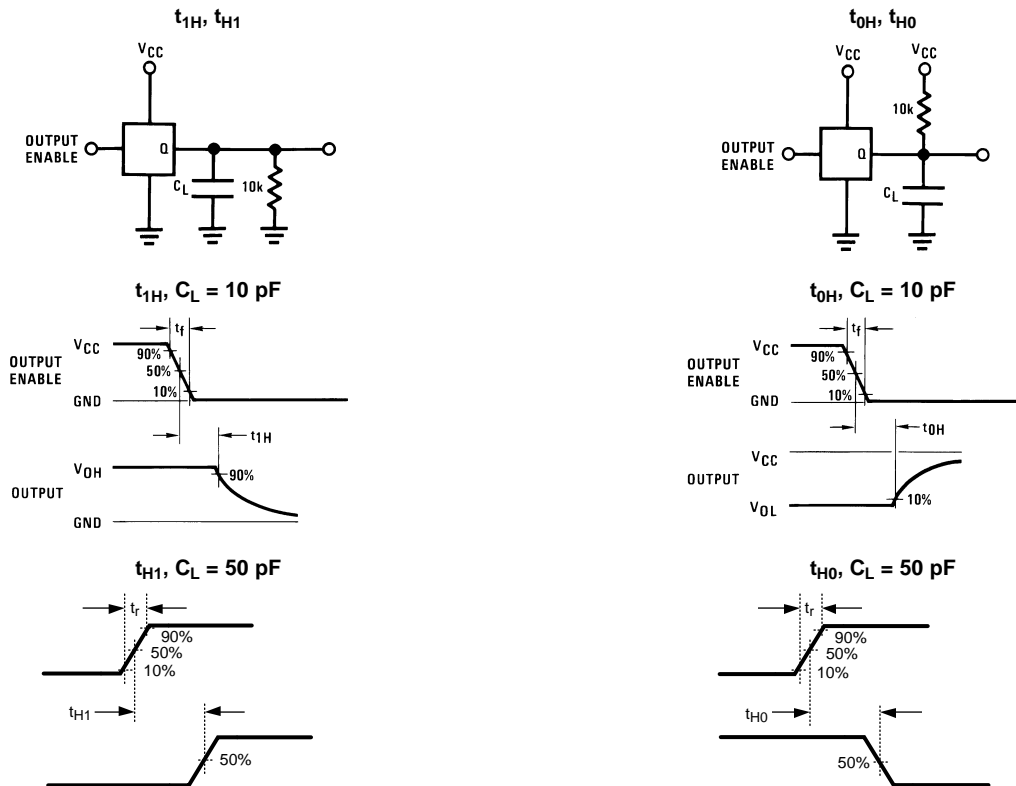 t1H, tH1
VCC
OUTPUT
ENABLE
Q
CL
10k
t0H, tH0
VCC
VCC
10k
OUTPUT
ENABLE
Q
CL
t1H, CL = 10 pF
tf
VCC
90%
OUTPUT
ENABLE
50%
10%
GND
t1H
VOH
90%
OUTPUT
GND
t0H, CL = 10 pF
tf
VCC
90%
OUTPUT
ENABLE
50%
10%
GND
t0H
VCC
OUTPUT
10%
VOL
tH1, CL = 50 pF
tr
90%
50%
10%
tH1
50%
tH0, CL = 50 pF
tr
90%
50%
10%
tH0
50%